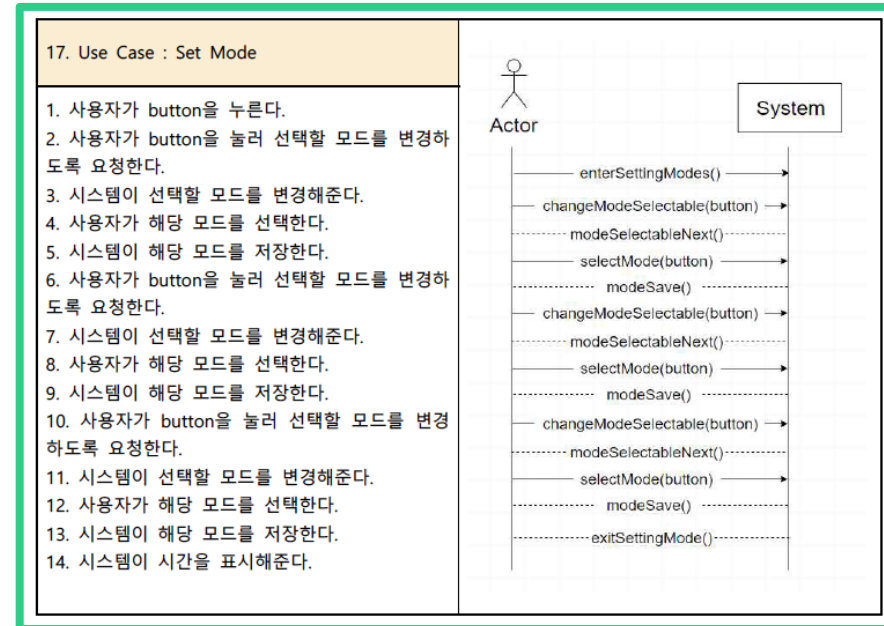 17. Use Case : Set Mode
1. 사용자가 button을 누른다.
2. 사용자가 button을 눌러 선택할 모드를 변경하
도록 요청한다.
3. 시스템이 선택할 모드를 변경해준다.
4. 사용자가 해당 모드를 선택한다.
5. 시스템이 해당 모드를 저장한다.
6. 사용자가 button을 눌러 선택할 모드를 변경하
도록 요청한다.
7. 시스템이 선택할 모드를 변경해준다.
8. 사용자가 해당 모드를 선택한다.
9. 시스템이 해당 모드를 저장한다.
10. 사용자가 button을 눌러 선택할 모드를 변경
하도록 요청한다.
11. 시스템이 선택할 모드를 변경해준다.
12. 사용자가 해당 모드를 선택한다.
13. 시스템이 해당 모드를 저장한다.
14. 시스템이 시간을 표시해준다.
Actor
System
enterSettingModes()
changeModeSelectable(button)
modeSelectableNext()
selectMode(button)
modeSave()
changeModeSelectable(button)
modeSelectableNext()
selectMode(button)
modeSave()
changeModeSelectable(button)
modeSelectableNext()
selectMode(button)
modeSave()
exitSettingMode()